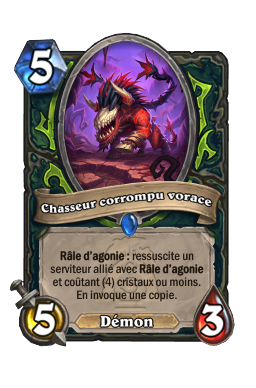 5
Chasseur corrompu vorace
Râle d'agonie : ressuscite un
serviteur allié avec Râle d'agonie
et coûtant (4) cristaux ou moins.
En invoque une copie.
5
Démon
3